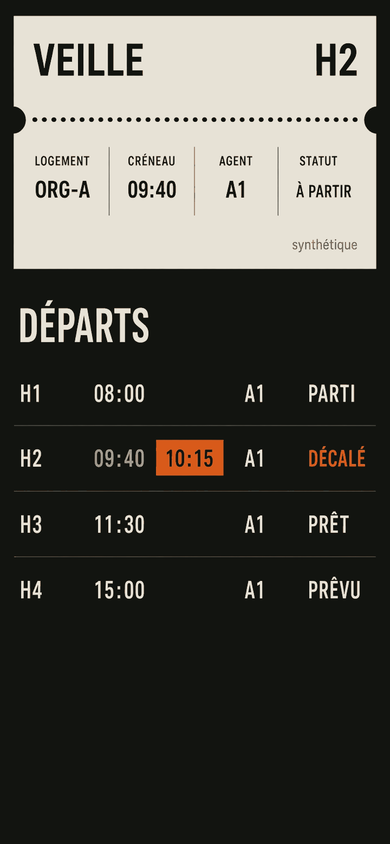 VEILLE H2
LOGEMENT CRÉNEAU AGENT STATUT
ORG-A 09:40 A1 À PARTIR
synthétique
DÉPARTS
H1 08:00 A1 PARTI
H2 09:40 10:15 A1 DÉCALÉ
H3 11:30 A1 PRÊT
H4 15:00 A1 PRÊVU